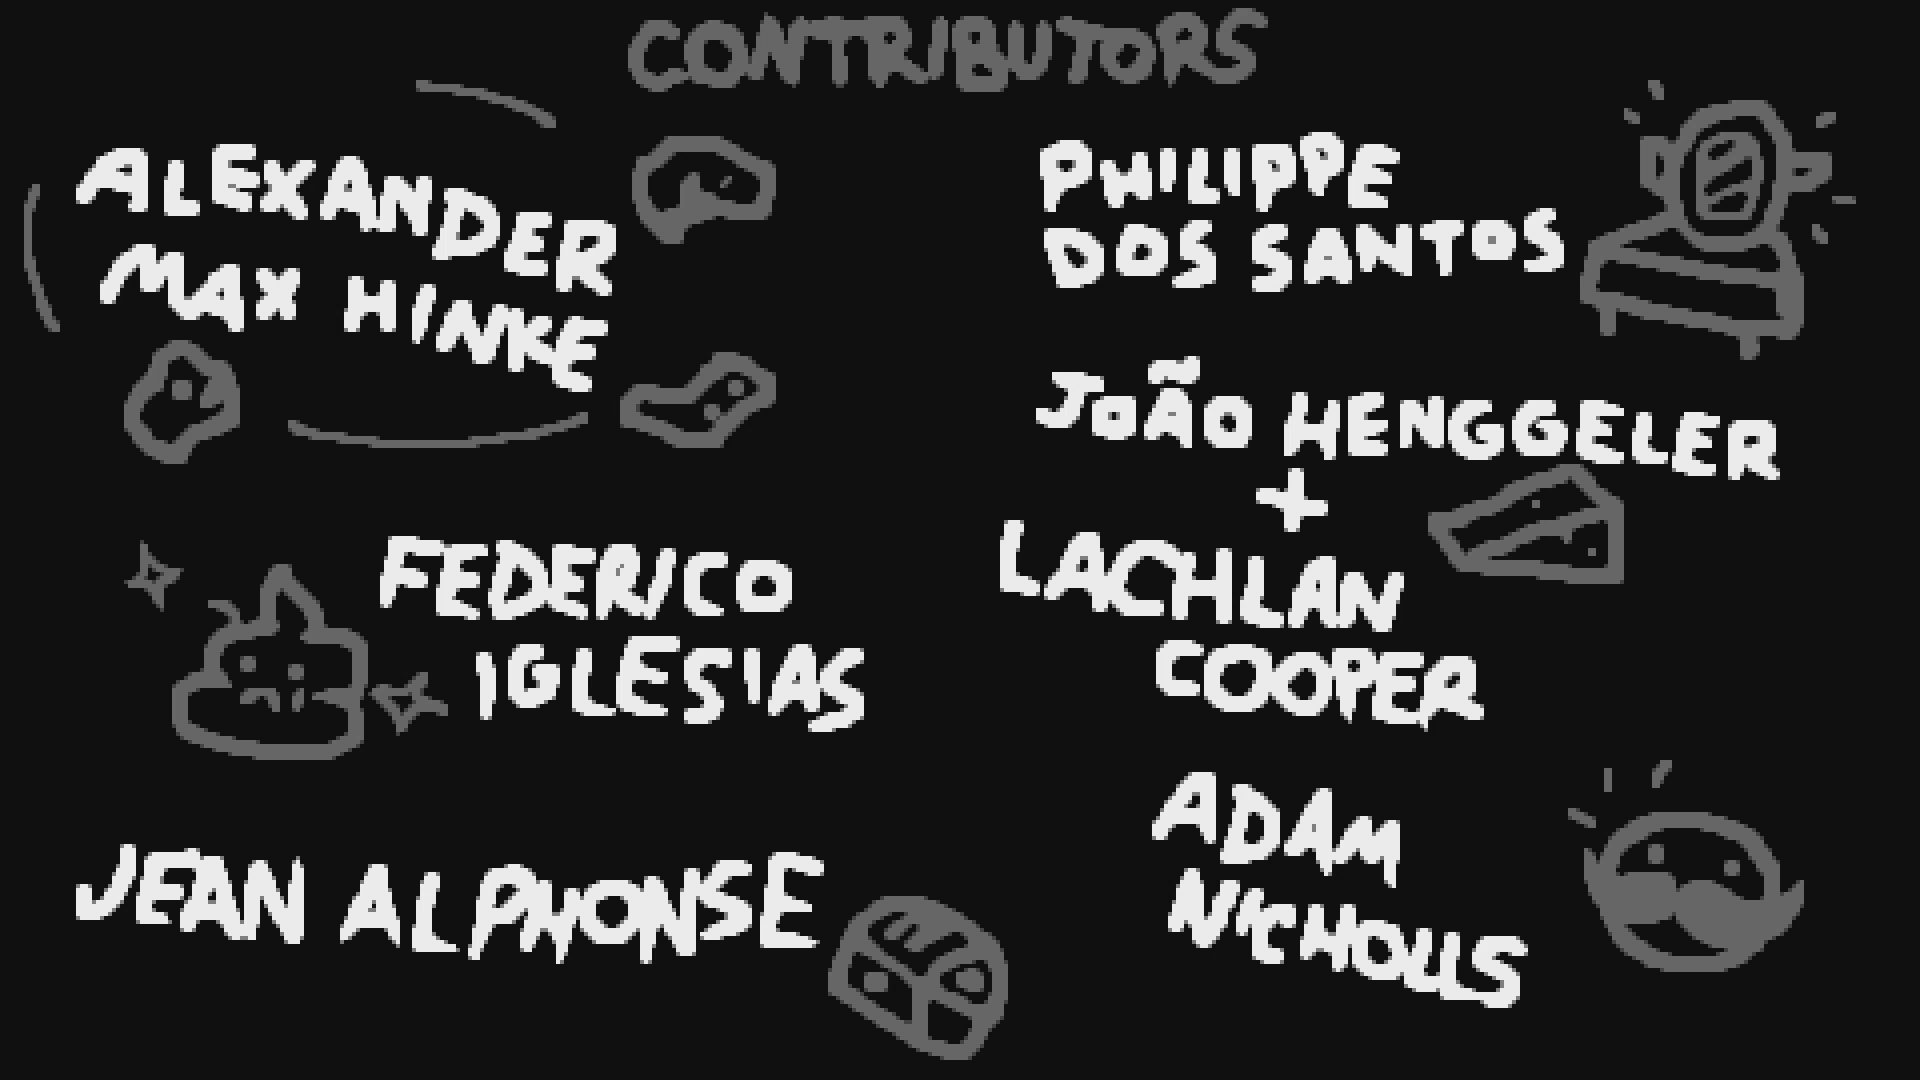 CONTRIBUTORS
ALEXANDER
MAX HINKE
PHILIPPE
DOS SANTOS
JOÃO HENGGELER
+
LACHLAN
COOPER
FEDERICO
IGLESIAS
JEAN ALPHONSE
ADAM
NICHOLLS